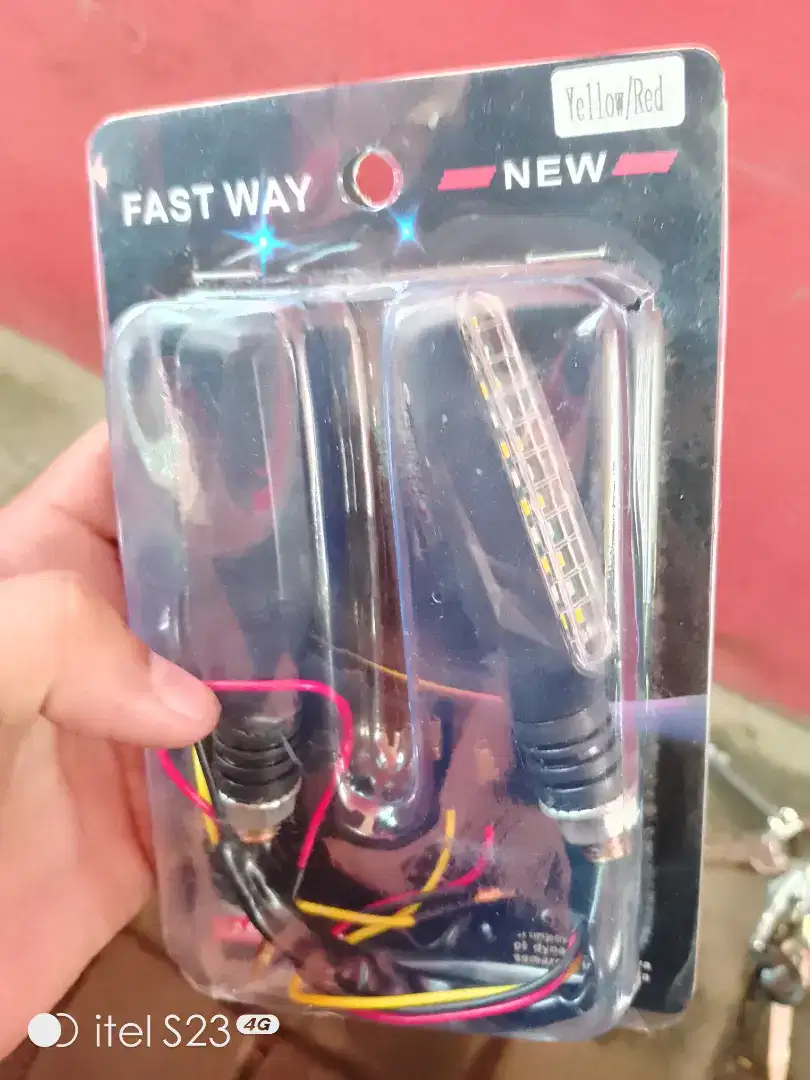 Yellow/Red
FAST WAY
NEW
itel S23 4G